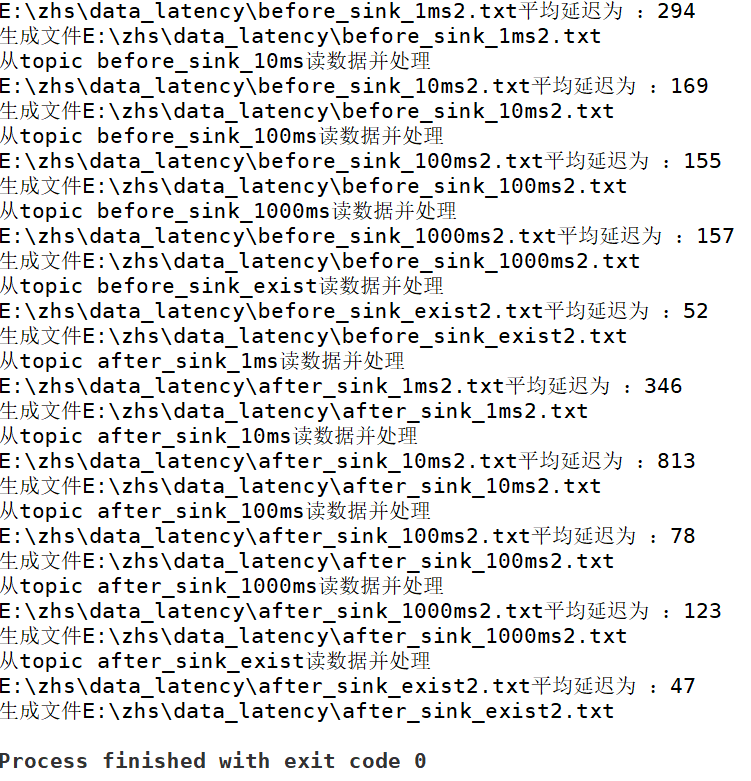 E:\zhs\data_latency\before_sink_1ms2.txt平均延迟为 ：294
生成文件E:\zhs\data_latency\before_sink_1ms2.txt
从topic before_sink_10ms读数据并处理
E:\zhs\data_latency\before_sink_10ms2.txt平均延迟为 ：169
生成文件E:\zhs\data_latency\before_sink_10ms2.txt
从topic before_sink_100ms读数据并处理
E:\zhs\data_latency\before_sink_100ms2.txt平均延迟为 ：155
生成文件E:\zhs\data_latency\before_sink_100ms2.txt
从topic before_sink_1000ms读数据并处理
E:\zhs\data_latency\before_sink_1000ms2.txt平均延迟为 ：157
生成文件E:\zhs\data_latency\before_sink_1000ms2.txt
从topic before_sink_exist读数据并处理
E:\zhs\data_latency\before_sink_exist2.txt平均延迟为 ：52
生成文件E:\zhs\data_latency\before_sink_exist2.txt
从topic after_sink_1ms读数据并处理
E:\zhs\data_latency\after_sink_1ms2.txt平均延迟为 ：346
生成文件E:\zhs\data_latency\after_sink_1ms2.txt
从topic after_sink_10ms读数据并处理
E:\zhs\data_latency\after_sink_10ms2.txt平均延迟为 ：813
生成文件E:\zhs\data_latency\after_sink_10ms2.txt
从topic after_sink_100ms读数据并处理
E:\zhs\data_latency\after_sink_100ms2.txt平均延迟为 ：78
生成文件E:\zhs\data_latency\after_sink_100ms2.txt
从topic after_sink_1000ms读数据并处理
E:\zhs\data_latency\after_sink_1000ms2.txt平均延迟为 ：123
生成文件E:\zhs\data_latency\after_sink_1000ms2.txt
从topic after_sink_exist读数据并处理
E:\zhs\data_latency\after_sink_exist2.txt平均延迟为 ：47
生成文件E:\zhs\data_latency\after_sink_exist2.txt
Process finished with exit code 0